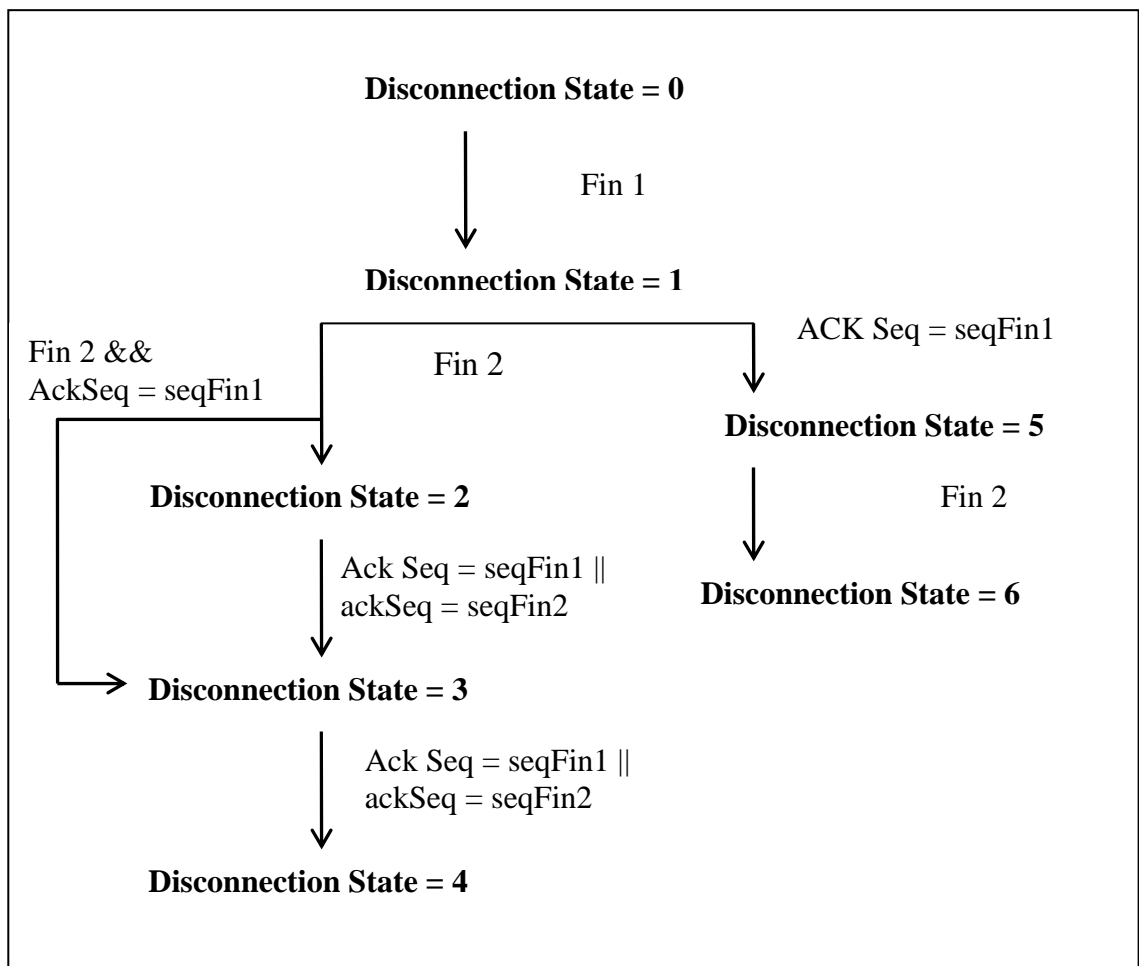 Disconnection State = 0
Fin 1
Disconnection State = 1
ACK Seq = seqFin1
Fin 2 &&
AckSeq = seqFin1
Fin 2
Disconnection State = 5
Disconnection State = 2
Fin 2
Ack Seq = seqFin1 ||
ackSeq = seqFin2
Disconnection State = 6
Disconnection State = 3
Ack Seq = seqFin1 ||
ackSeq = seqFin2
Disconnection State = 4